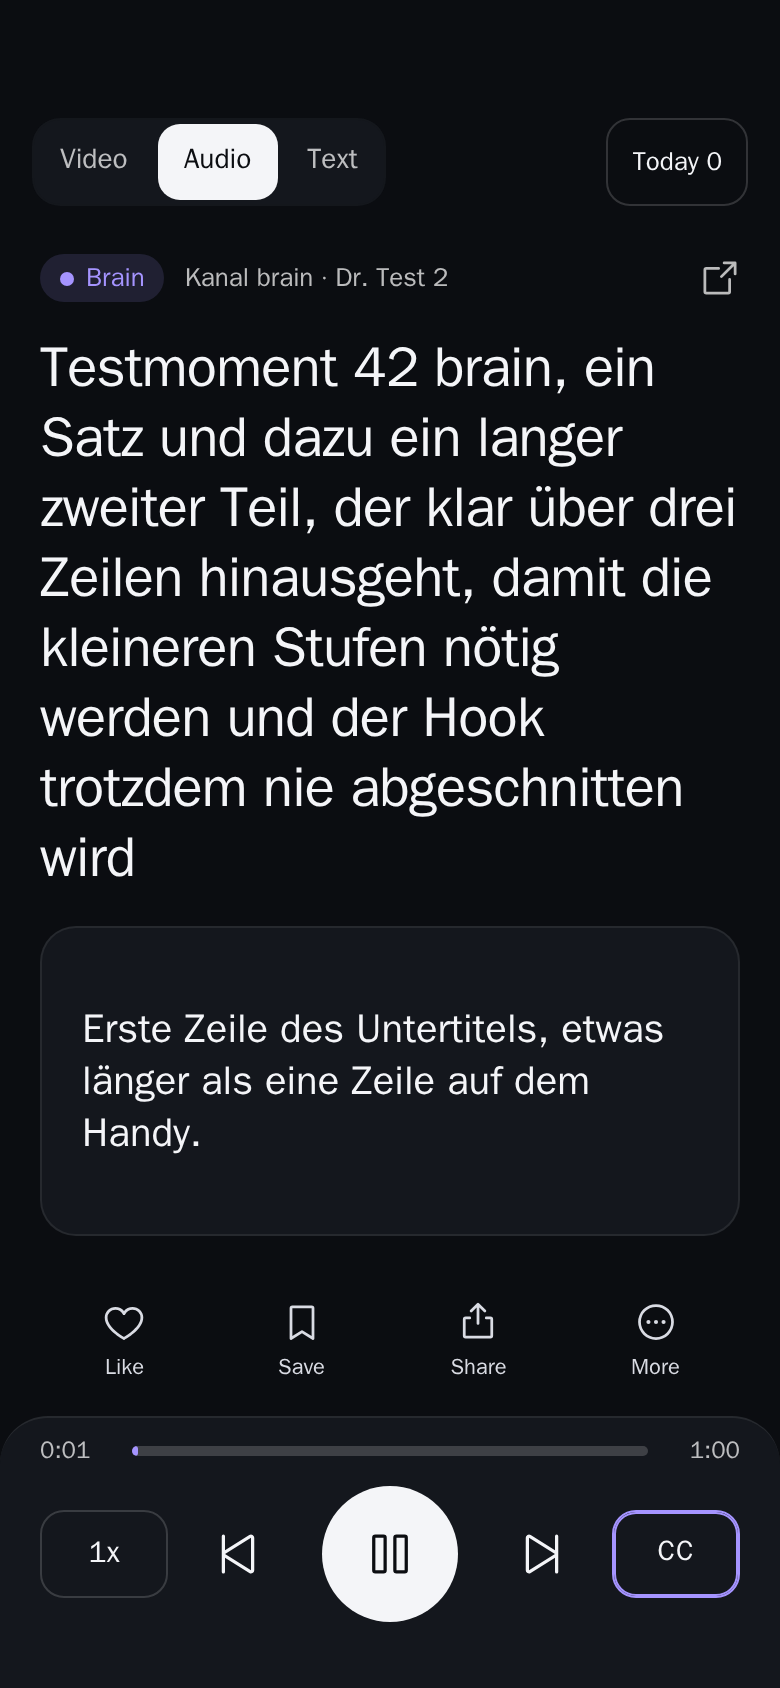 Video Audio Text Today 0
Brain Kanal brain · Dr. Test 2
Testmoment 42 brain, ein
Satz und dazu ein langer
zweiter Teil, der klar über drei
Zeilen hinausgeht, damit die
kleineren Stufen nötig
werden und der Hook
trotzdem nie abgeschnitten
wird
Erste Zeile des Untertitels, etwas
länger als eine Zeile auf dem
Handy.
Like Save Share More
0:01 1:00
1x CC